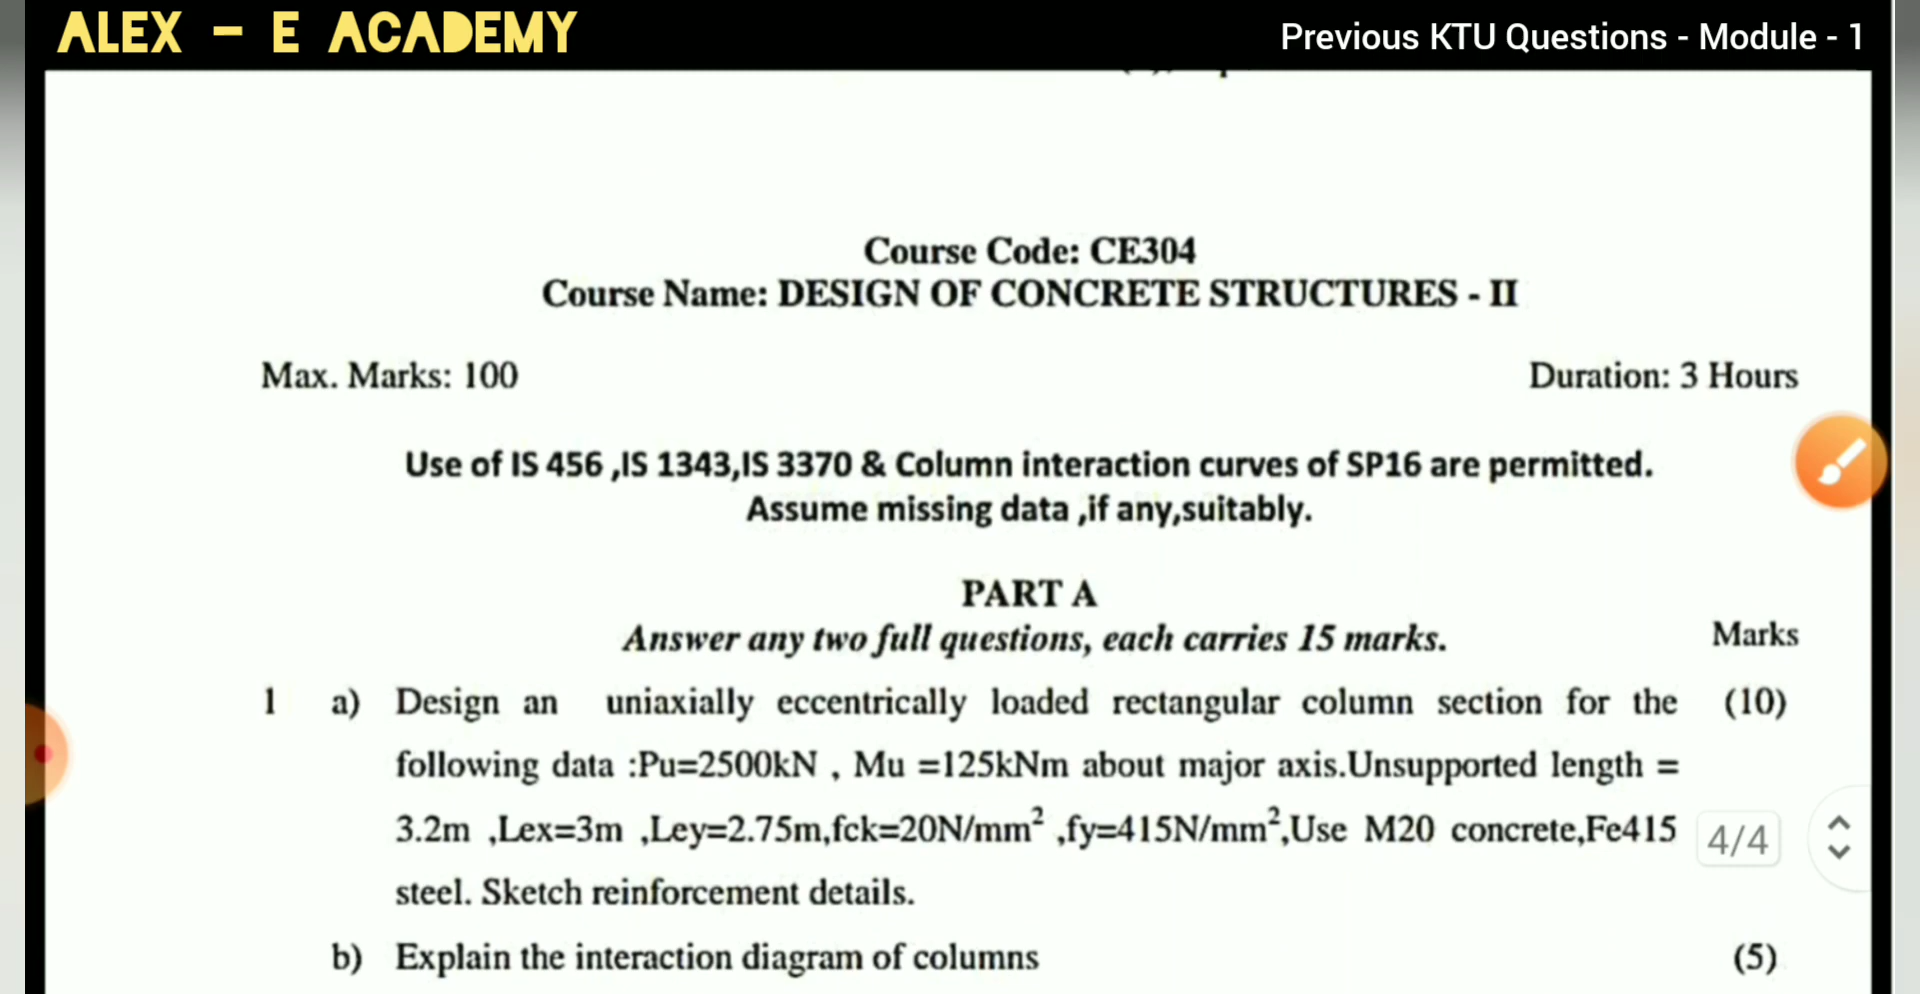 ALEX - E ACADEMY
Previous KTU Questions - Module - 1
Course Code: CE304
Course Name: DESIGN OF CONCRETE STRUCTURES - II
Max. Marks: 100 Duration: 3 Hours
Use of IS 456 ,IS 1343,IS 3370 & Column interaction curves of SP16 are permitted.
Assume missing data ,if any,suitably.
PART A
Answer any two full questions, each carries 15 marks. Marks
1 a) Design an uniaxially eccentrically loaded rectangular column section for the (10)
following data :Pu=2500kN , Mu =125kNm about major axis.Unsupported length =
3.2m ,Lex=3m ,Ley=2.75m,fck=20N/mm² ,fy=415N/mm²,Use M20 concrete,Fe415
4/4
steel. Sketch reinforcement details.
b) Explain the interaction diagram of columns (5)